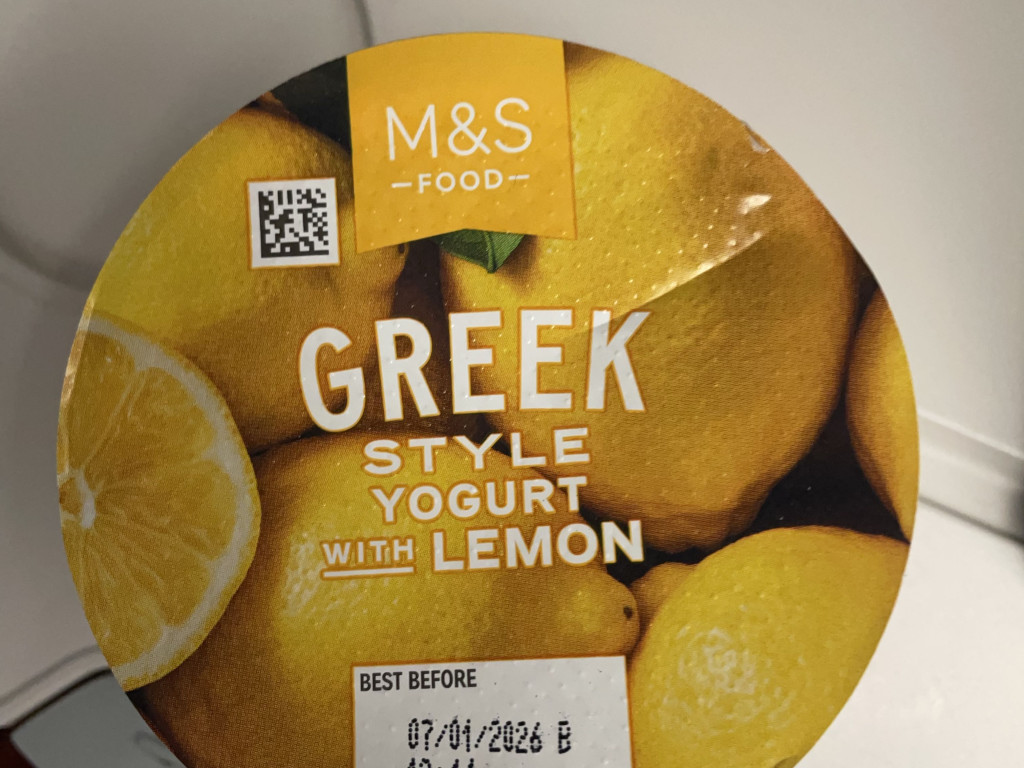 M&S
FOOD
GREEK
STYLE
YOGURT
WITH LEMON
BEST BEFORE
07/01/2026 B